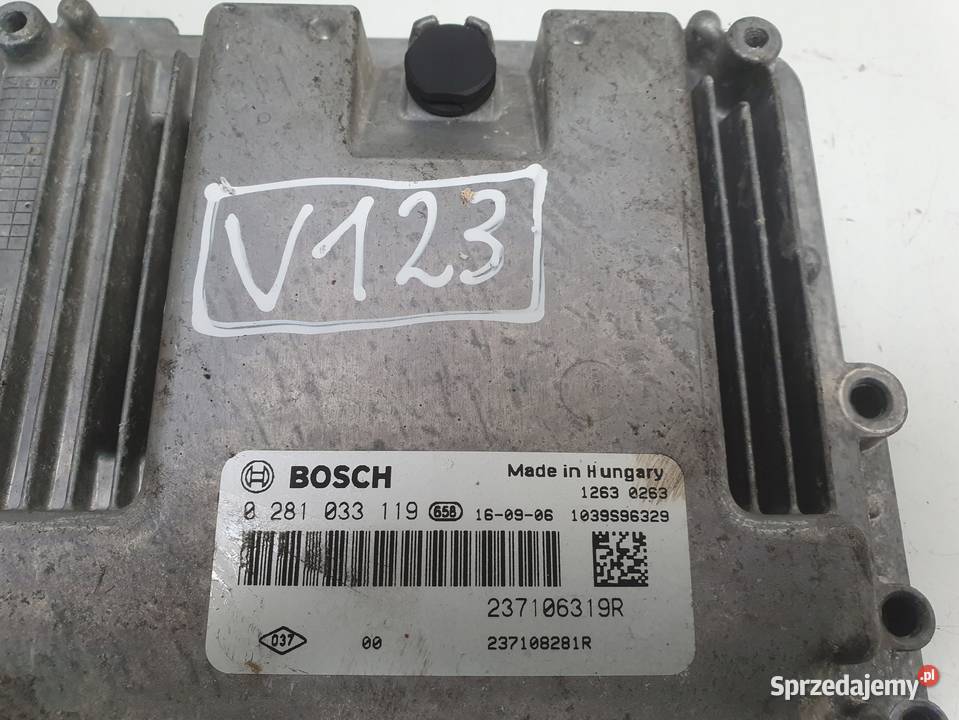 V123
BOSCH
Made in Hungary
1263 0263
0 281 033 119 658 16-09-06 1039S96329
237106319R
037 00 237108281R
Sprzedajemy.pl